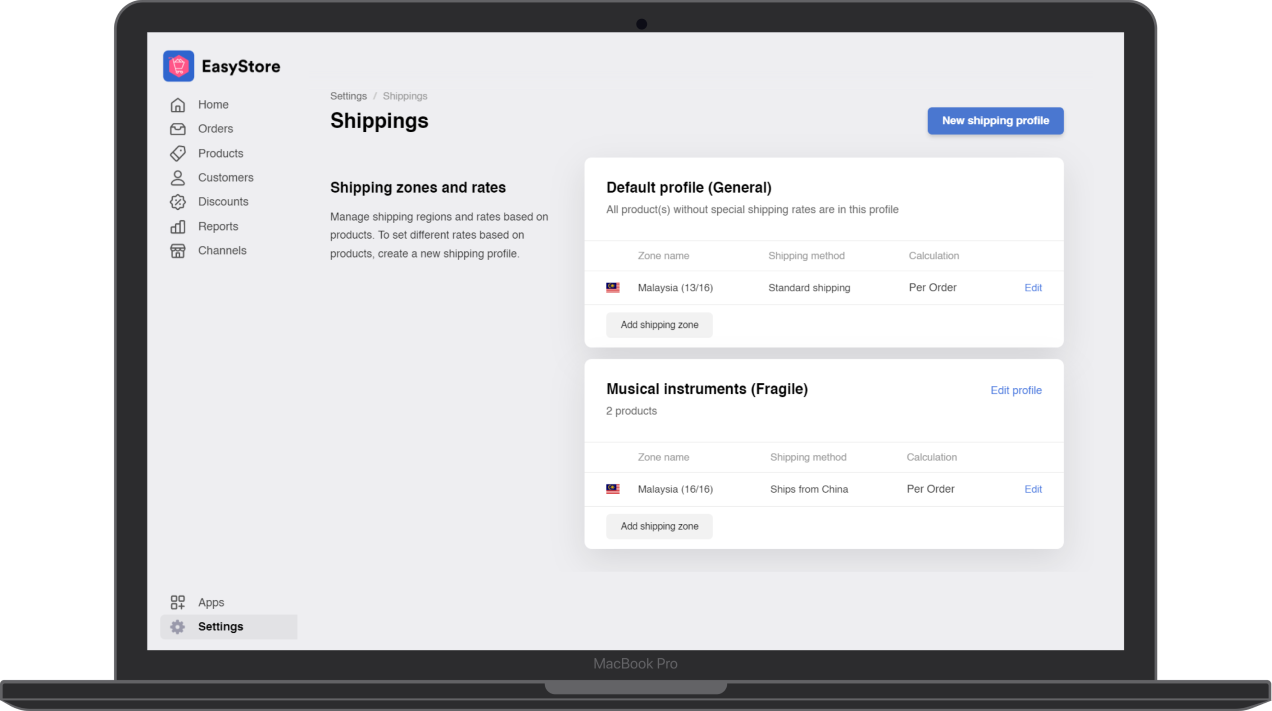 EasyStore
Home
Orders
Products
Customers
Discounts
Reports
Channels
Apps
Settings
Settings / Shippings
Shippings
New shipping profile
Shipping zones and rates
Manage shipping regions and rates based on
products. To set different rates based on
products, create a new shipping profile.
Default profile (General)
All product(s) without special shipping rates are in this profile
Zone name Shipping method Calculation
Malaysia (13/16) Standard shipping Per Order Edit
Add shipping zone
Musical instruments (Fragile) Edit profile
2 products
Zone name Shipping method Calculation
Malaysia (16/16) Ships from China Per Order Edit
Add shipping zone
MacBook Pro